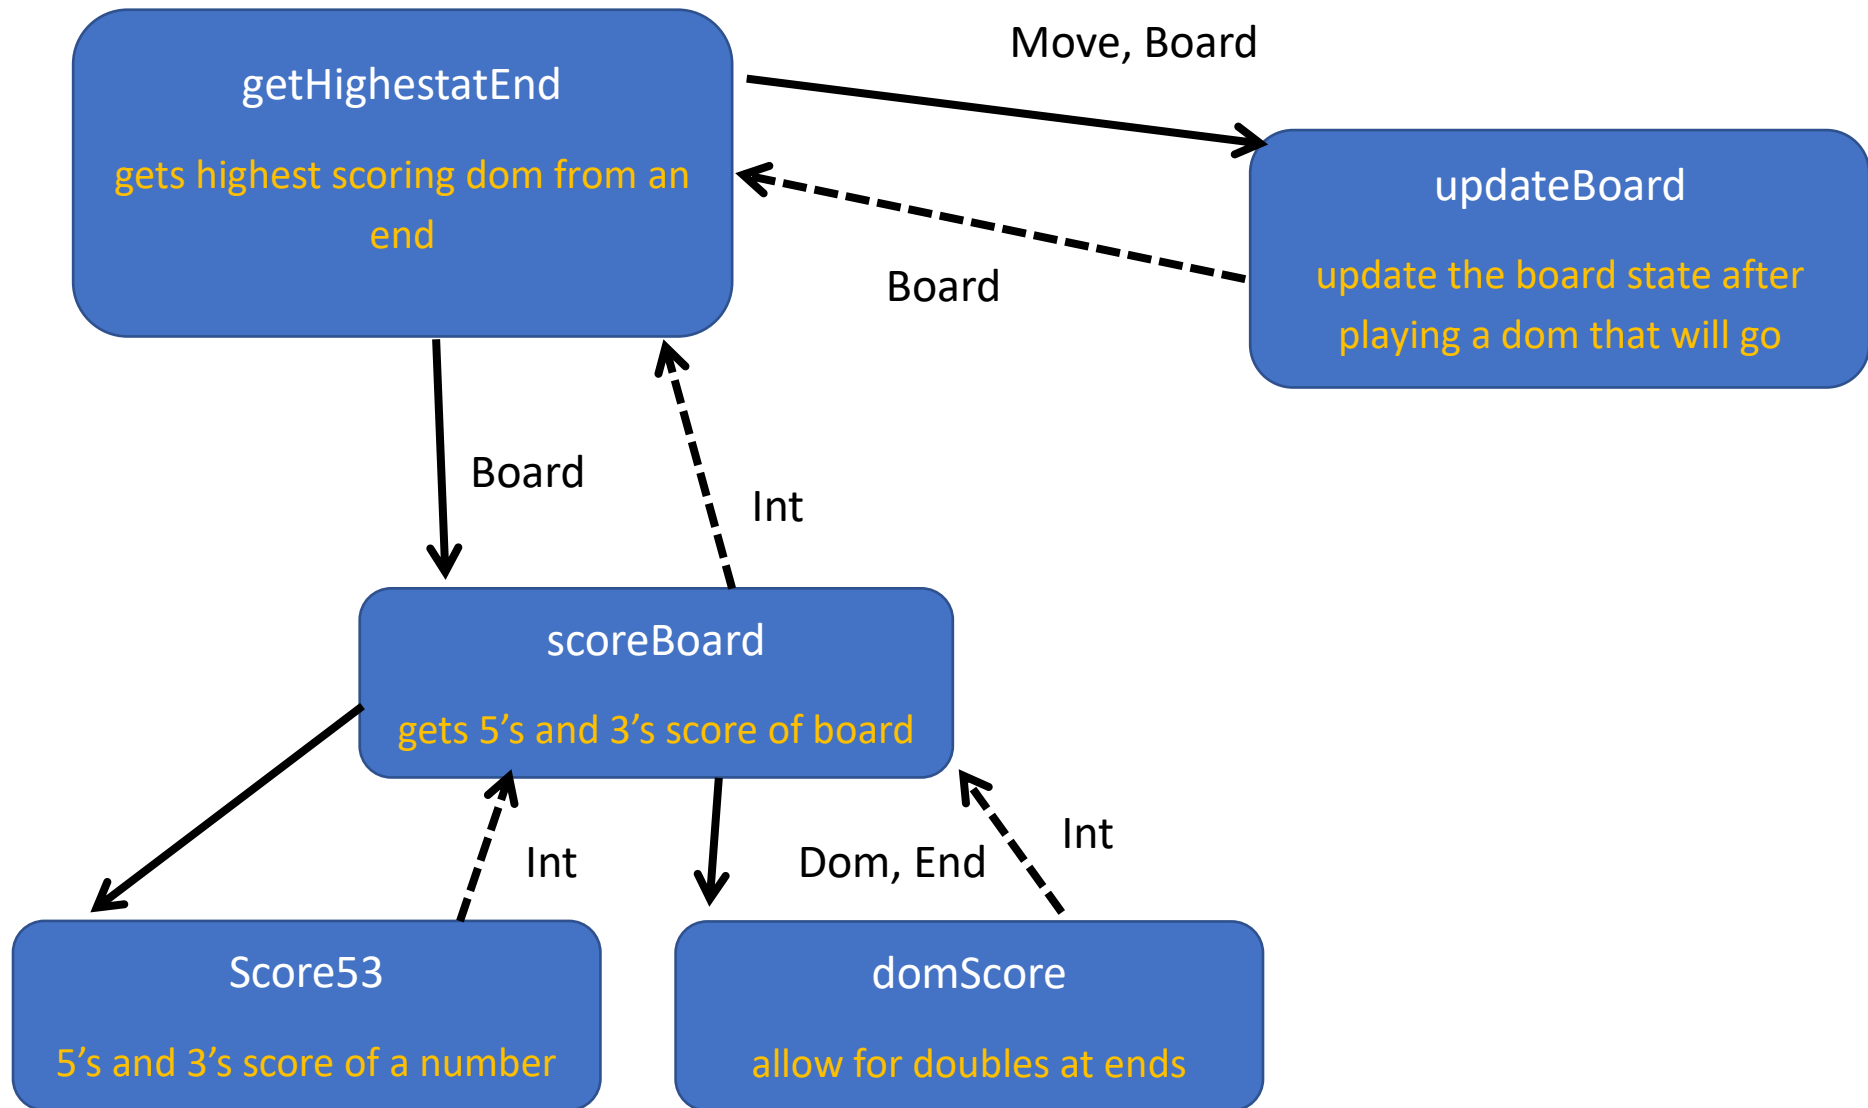 getHighestatEnd
gets highest scoring dom from an
end
Move, Board
updateBoard
update the board state after
playing a dom that will go
Board
Board
Int
scoreBoard
gets 5’s and 3’s score of board
Int
Dom, End
Int
Score53
5’s and 3’s score of a number
domScore
allow for doubles at ends